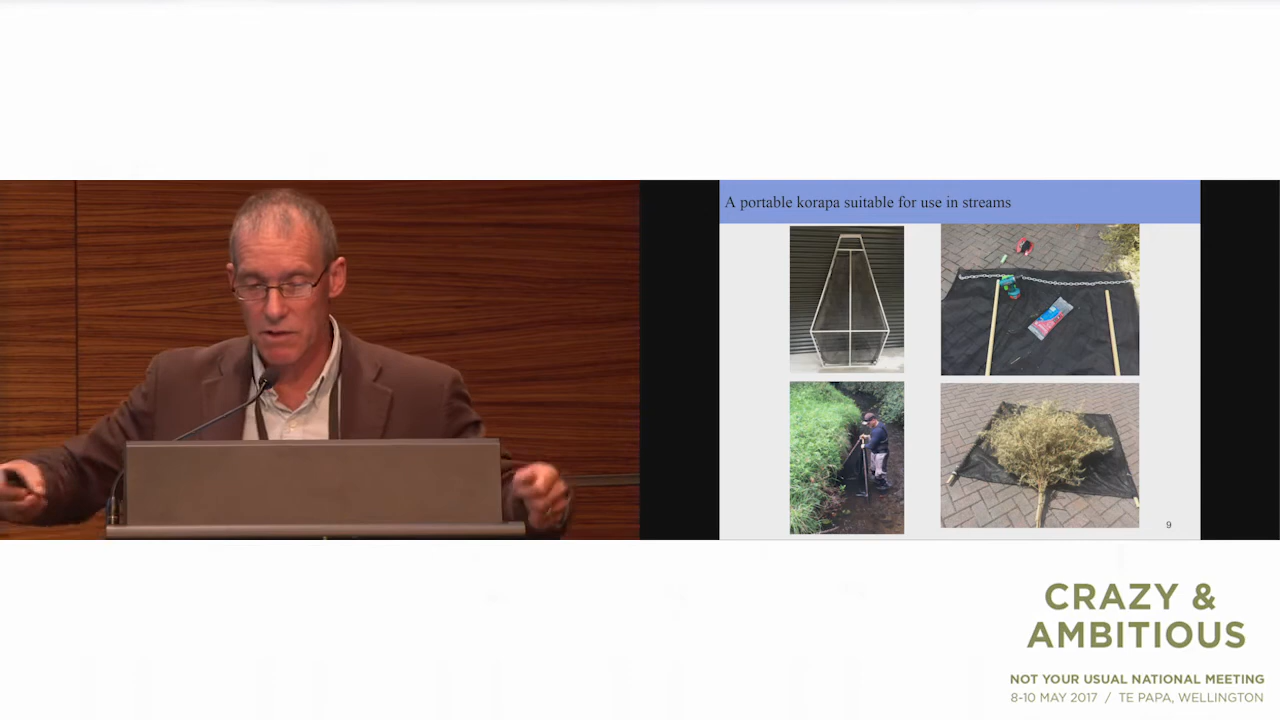 A portable korapa suitable for use in streams
9
CRAZY &
AMBITIOUS
NOT YOUR USUAL NATIONAL MEETING
8-10 MAY 2017 / TE PAPA, WELLINGTON